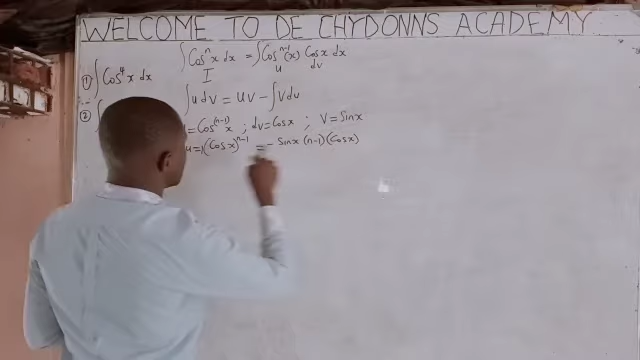 WELCOME TO DE CHYDONNS ACADEMY
∫Cosⁿx dx = ∫Cos⁽ⁿ⁻¹⁾(x) Cosx dx
I u dv
① ∫Cos⁴x dx
∫u dv = uv - ∫v du
② ∫
u = Cos⁽ⁿ⁻¹⁾x ; dv = Cosx ; V = Sinx
u = (Cosx)ⁿ⁻¹ = - Sinx (n-1)(Cosx)